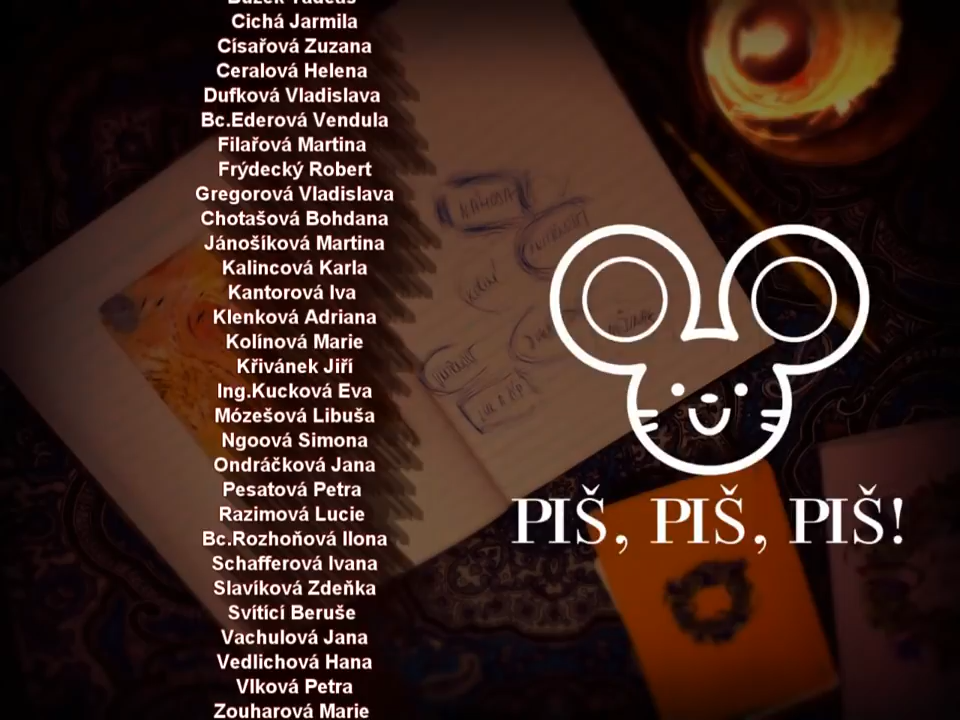 Cichá Jarmila
Císařová Zuzana
Ceralová Helena
Dufková Vladislava
Bc.Ederová Vendula
Filařová Martina
Frýdecký Robert
Gregorová Vladislava
Chotašová Bohdana
Jánošíková Martina
Kalincová Karla
Kantorová Iva
Klenková Adriana
Kolínová Marie
Křivánek Jiří
Ing.Kucková Eva
Mózešová Libuša
Ngoová Simona
Ondráčková Jana
Pesatová Petra
Razimová Lucie
Bc.Rozhoňová Ilona
Schafferová Ivana
Slavíková Zdeňka
Svítící Beruše
Vachulová Jana
Vedlichová Hana
Vlková Petra
Zouharová Marie
PIŠ, PIŠ, PIŠ!